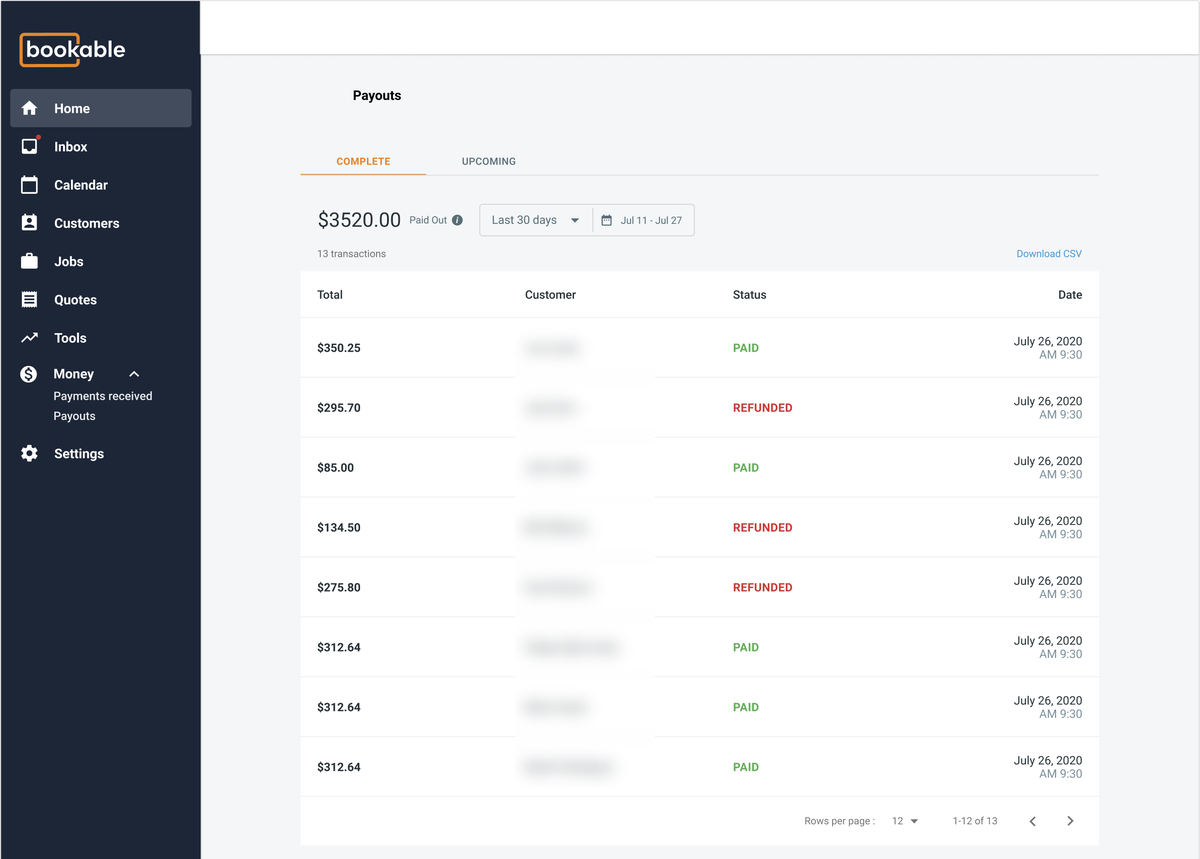 bookable
Home
Inbox
Calendar
Customers
Jobs
Quotes
Tools
Money
Payments received
Payouts
Settings
Payouts
COMPLETE UPCOMING
$3520.00 Paid Out Last 30 days Jul 11 - Jul 27
13 transactions Download CSV
Total Customer Status Date
$350.25 PAID July 26, 2020
AM 9:30
$295.70 REFUNDED July 26, 2020
AM 9:30
$85.00 PAID July 26, 2020
AM 9:30
$134.50 REFUNDED July 26, 2020
AM 9:30
$275.80 REFUNDED July 26, 2020
AM 9:30
$312.64 PAID July 26, 2020
AM 9:30
$312.64 PAID July 26, 2020
AM 9:30
$312.64 PAID July 26, 2020
AM 9:30
Rows per page : 12 1-12 of 13